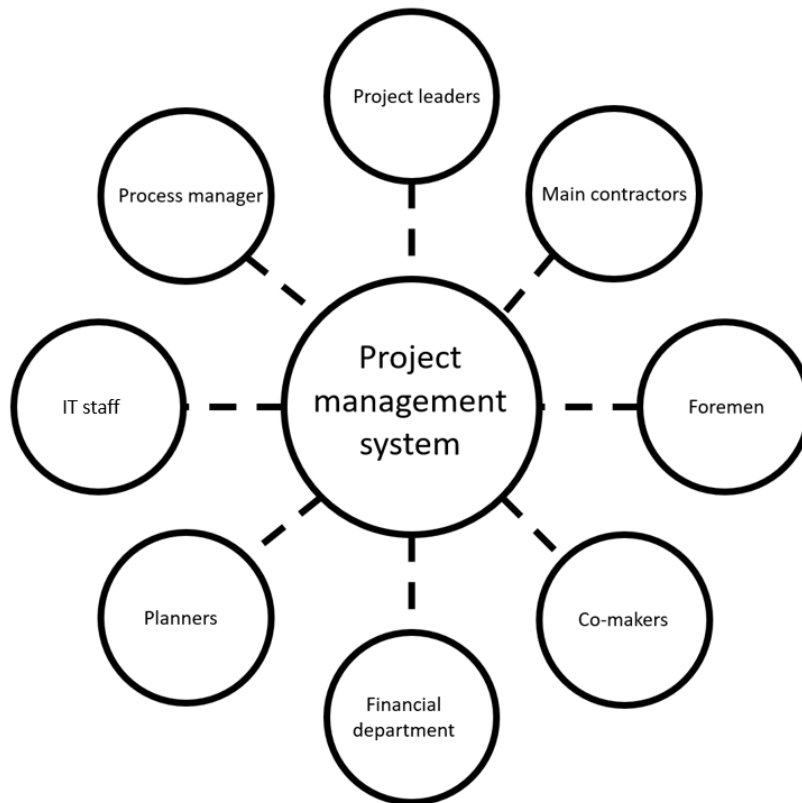 Project leaders
Process manager
Main contractors
Project
management
system
IT staff
Foremen
Planners
Co-makers
Financial
department